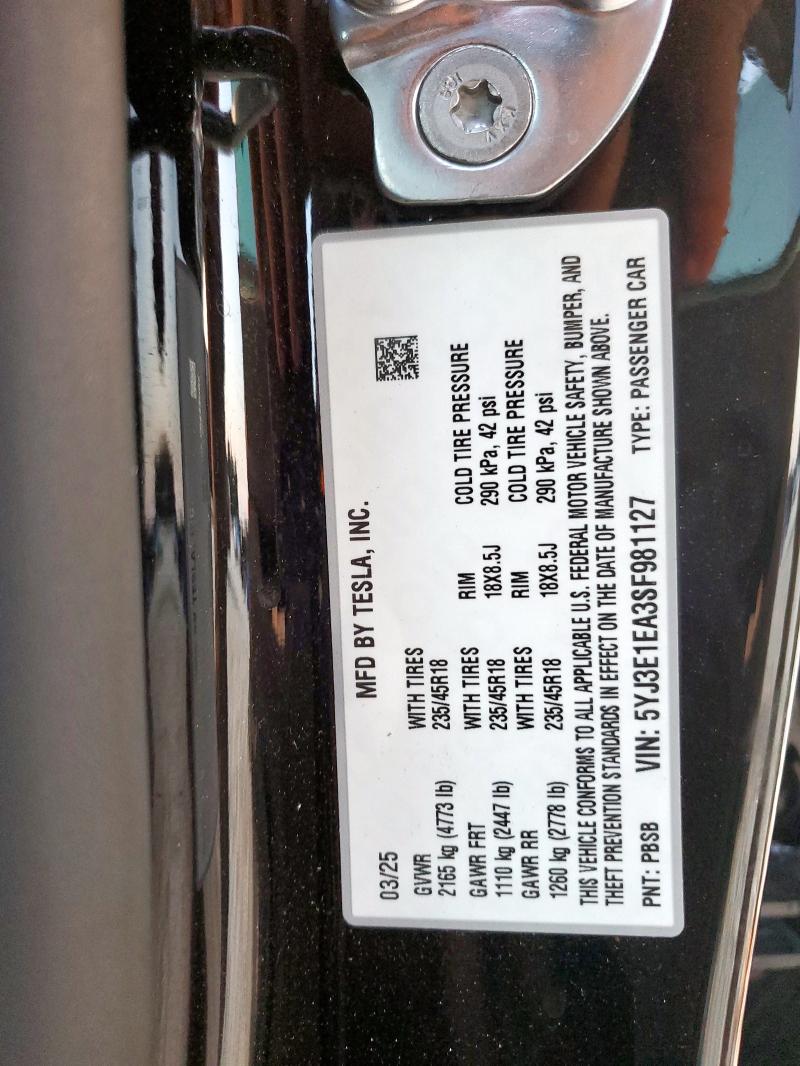 MFD BY TESLA, INC.
03/25
GVWR WITH TIRES RIM COLD TIRE PRESSURE
2165 kg (4773 lb) 235/45R18
GAWR FRT WITH TIRES RIM COLD TIRE PRESSURE
1110 kg (2447 lb) 235/45R18 18X8.5J 290 kPa, 42 psi
GAWR RR WITH TIRES RIM COLD TIRE PRESSURE
1260 kg (2778 lb) 235/45R18 18X8.5J 290 kPa, 42 psi
THIS VEHICLE CONFORMS TO ALL APPLICABLE U.S. FEDERAL MOTOR VEHICLE SAFETY, BUMPER, AND
THEFT PREVENTION STANDARDS IN EFFECT ON THE DATE OF MANUFACTURE SHOWN ABOVE.
PNT: PBSB VIN: 5YJ3E1EA3SF981127 TYPE: PASSENGER CAR